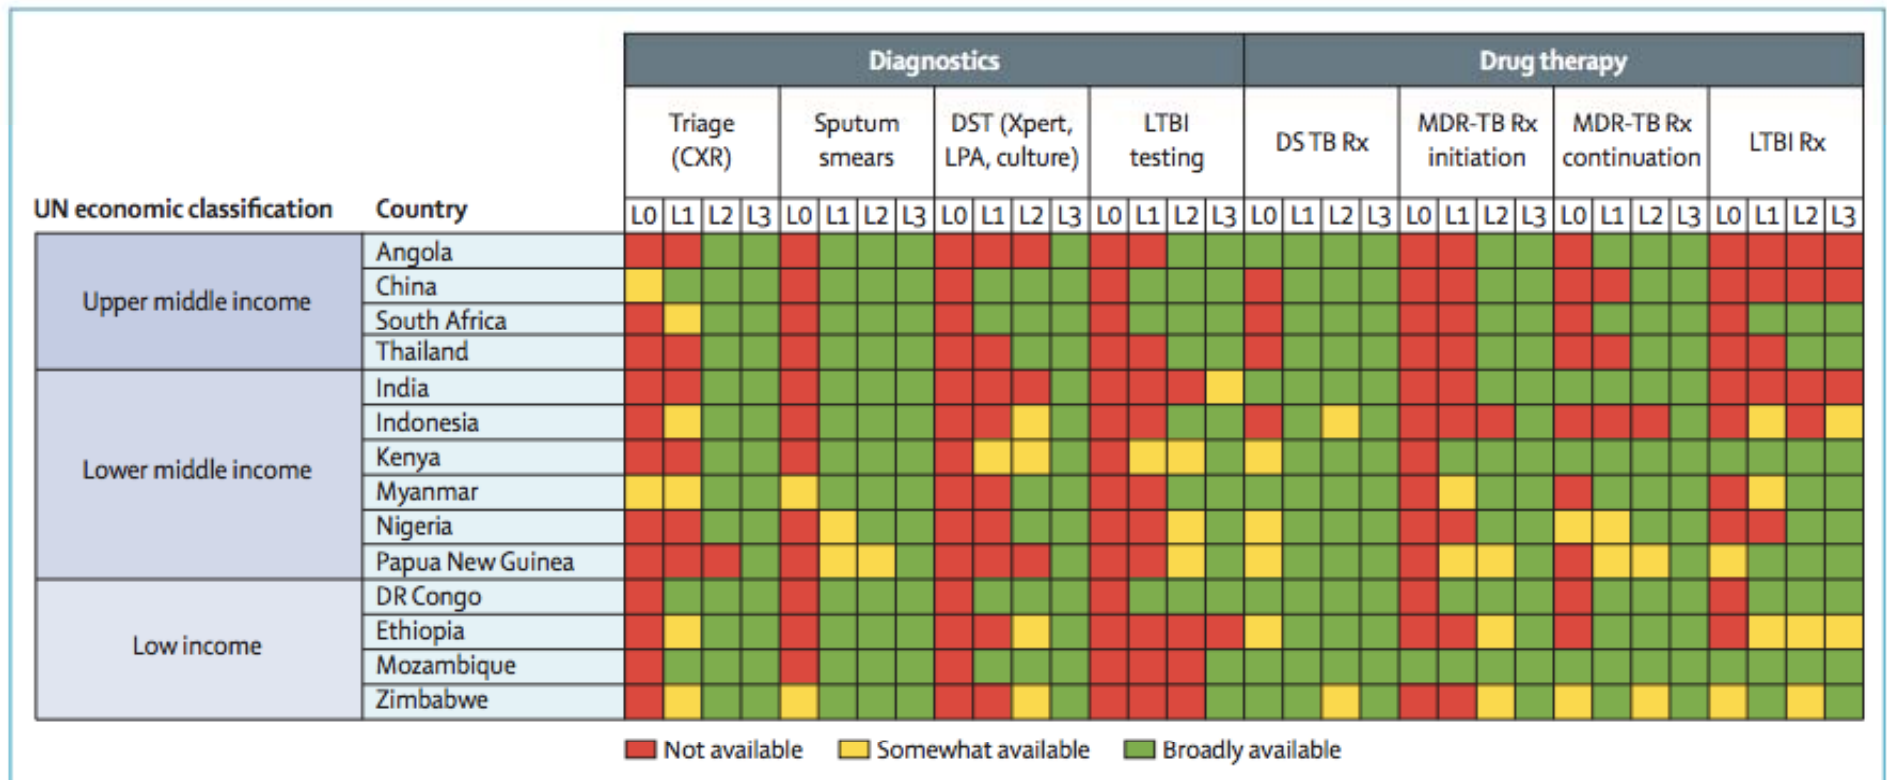 Diagnostics Drug therapy
Triage (CXR) Sputum smears DST (Xpert, LPA, culture) LTBI testing DS TB Rx MDR-TB Rx initiation MDR-TB Rx continuation LTBI Rx
UN economic classification Country L0 L1 L2 L3 L0 L1 L2 L3 L0 L1 L2 L3 L0 L1 L2 L3 L0 L1 L2 L3 L0 L1 L2 L3 L0 L1 L2 L3 L0 L1 L2 L3
Upper middle income
Angola
China
South Africa
Thailand
Lower middle income
India
Indonesia
Kenya
Myanmar
Nigeria
Papua New Guinea
Low income
DR Congo
Ethiopia
Mozambique
Zimbabwe
Not available Somewhat available Broadly available